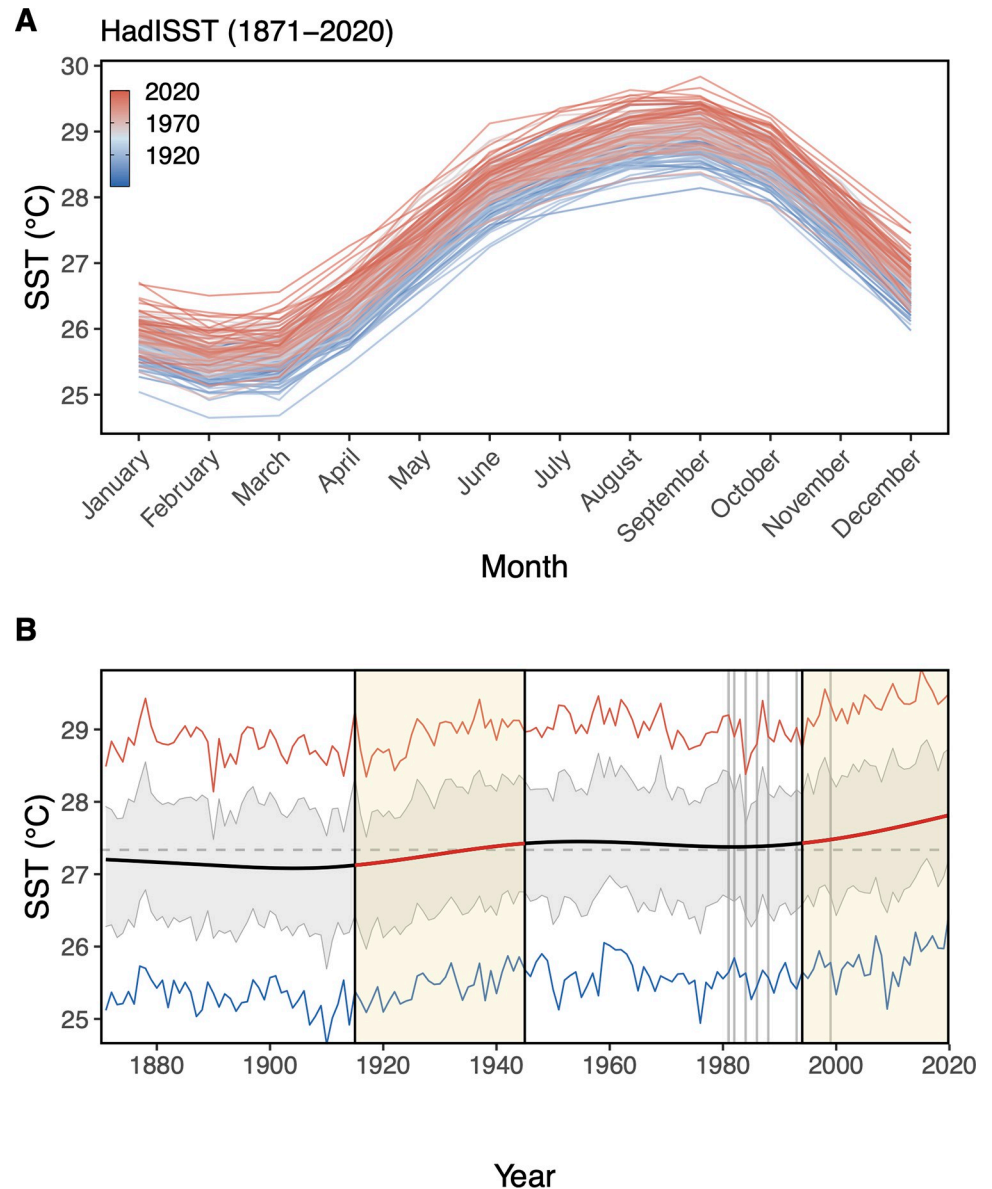 A
HadISST (1871–2020)
SST (°C)
30
29
28
27
26
25
2020
1970
1920
January
February
March
April
May
June
July
August
September
October
November
December
Month
B
SST (°C)
29
28
27
26
25
1880
1900
1920
1940
1960
1980
2000
2020
Year